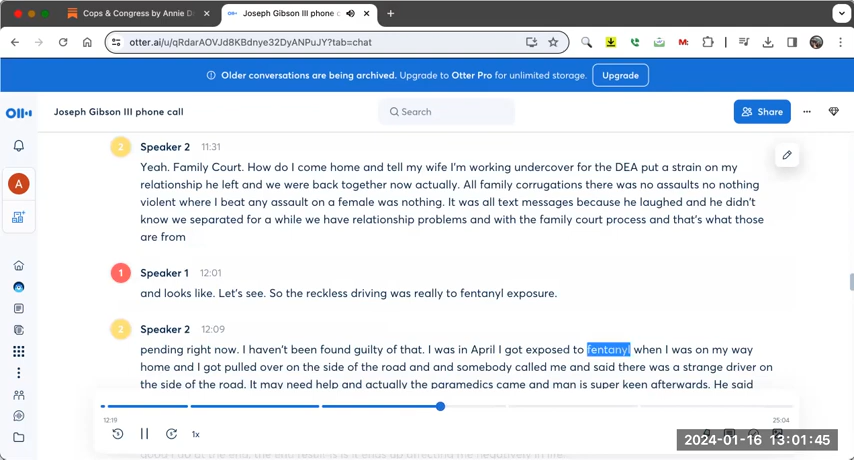 Cops & Congress by Annie D
Joseph Gibson III phone c
otter.ai/u/qRdarAOVJd8KBdnye32DyANPuJY?tab=chat
Older conversations are being archived. Upgrade to Otter Pro for unlimited storage. Upgrade
Joseph Gibson III phone call
Search
Share
A
2 Speaker 2 11:31
Yeah. Family Court. How do I come home and tell my wife I'm working undercover for the DEA put a strain on my
relationship he left and we were back together now actually. All family corrugations there was no assaults no nothing
violent where I beat any assault on a female was nothing. It was all text messages because he laughed and he didn't
know we separated for a while we have relationship problems and with the family court process and that's what those
are from
1 Speaker 1 12:01
and looks like. Let's see. So the reckless driving was really to fentanyl exposure.
2 Speaker 2 12:09
pending right now. I haven't been found guilty of that. I was in April I got exposed to fentanyl when I was on my way
home and I got pulled over on the side of the road and and somebody called me and said there was a strange driver on
the side of the road. It may need help and actually the paramedics came and man is super keen afterwards. He said
12:19
25:04
1x
2024-01-16 13:01:45